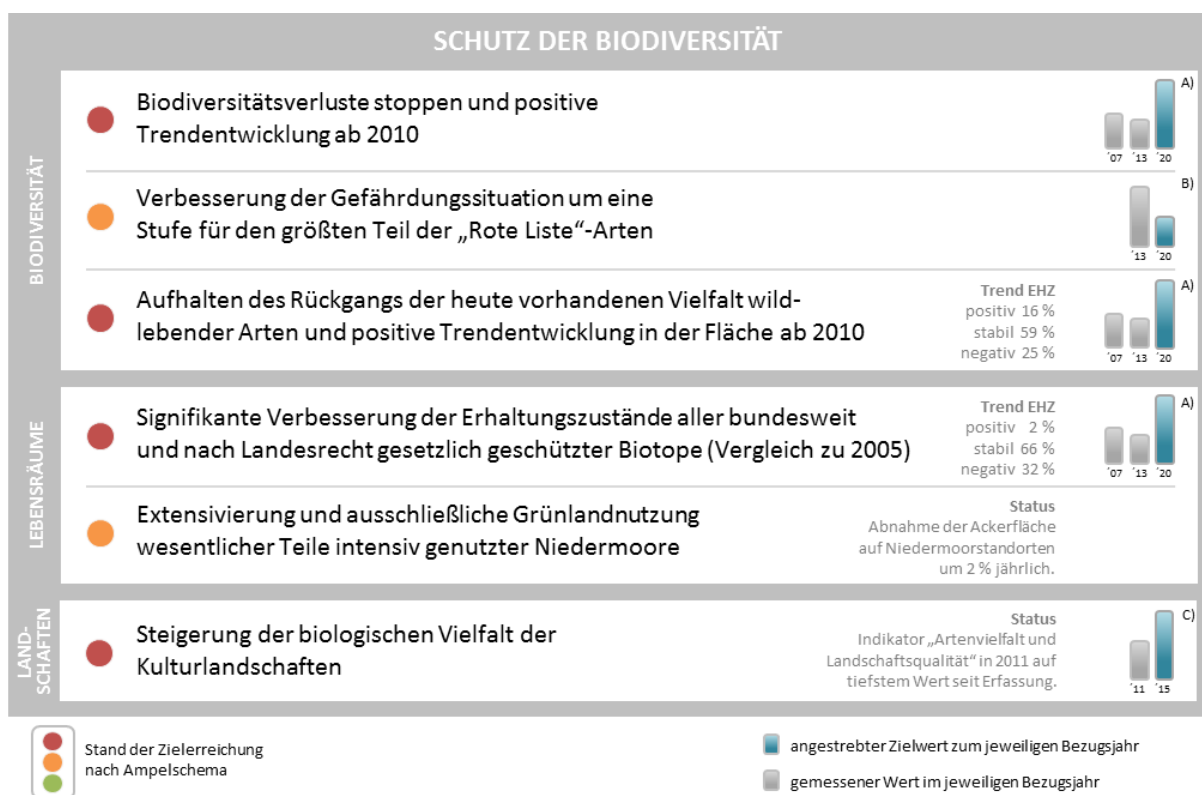 SCHUTZ DER BIODIVERSITÄT
BIODIVERSITÄT
Biodiversitätsverluste stoppen und positive
Trendentwicklung ab 2010
A)
´07 ´13 ´20
Verbesserung der Gefährdungssituation um eine
Stufe für den größten Teil der „Rote Liste“-Arten
B)
´13 ´20
Aufhalten des Rückgangs der heute vorhandenen Vielfalt wild-
lebender Arten und positive Trendentwicklung in der Fläche ab 2010
Trend EHZ
positiv 16 %
stabil 59 %
negativ 25 %
A)
´07 ´13 ´20
LEBENSRÄUME
Signifikante Verbesserung der Erhaltungszustände aller bundesweit
und nach Landesrecht gesetzlich geschützter Biotope (Vergleich zu 2005)
Trend EHZ
positiv 2 %
stabil 66 %
negativ 32 %
A)
´07 ´13 ´20
Extensivierung und ausschließliche Grünlandnutzung
wesentlicher Teile intensiv genutzter Niedermoore
Status
Abnahme der Ackerfläche
auf Niedermoorstandorten
um 2 % jährlich.
LAND-
SCHAFTEN
Steigerung der biologischen Vielfalt der
Kulturlandschaften
Status
Indikator „Artenvielfalt und
Landschaftsqualität“ in 2011 auf
tiefstem Wert seit Erfassung.
C)
´11 ´15
Stand der Zielerreichung
nach Ampelschema
angestrebter Zielwert zum jeweiligen Bezugsjahr
gemessener Wert im jeweiligen Bezugsjahr